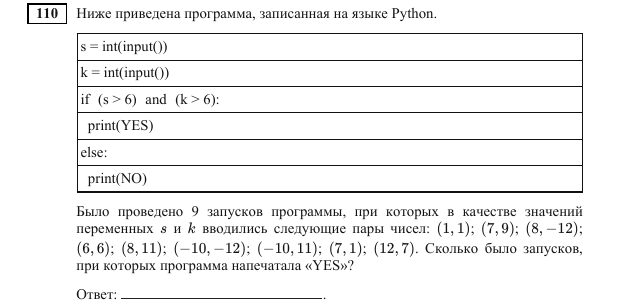 110 Ниже приведена программа, записанная на языке Python.
s = int(input())
k = int(input())
if (s > 6) and (k > 6):
print(YES)
else:
print(NO)
Было проведено 9 запусков программы, при которых в качестве значений
переменных s и k вводились следующие пары чисел: (1, 1); (7, 9); (8, −12);
(6, 6); (8, 11); (−10, −12); (−10, 11); (7, 1); (12, 7). Сколько было запусков,
при которых программа напечатала «YES»?
Ответ: .